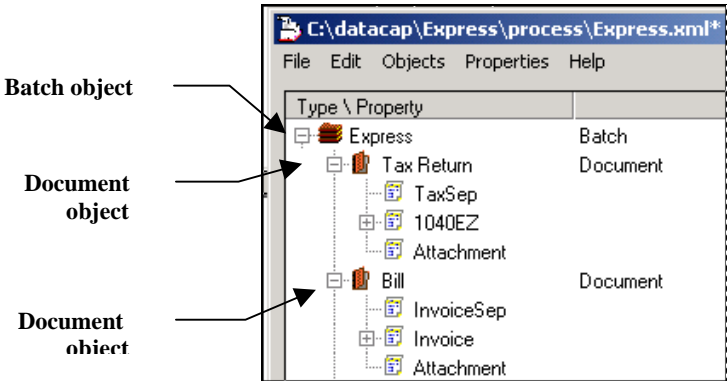 C:\datacap\Express\process\Express.xml*
File Edit Objects Properties Help
Batch object
Type \ Property
Express Batch
Document object
Tax Return Document
TaxSep
1040EZ
Attachment
Document object
Bill Document
InvoiceSep
Invoice
Attachment